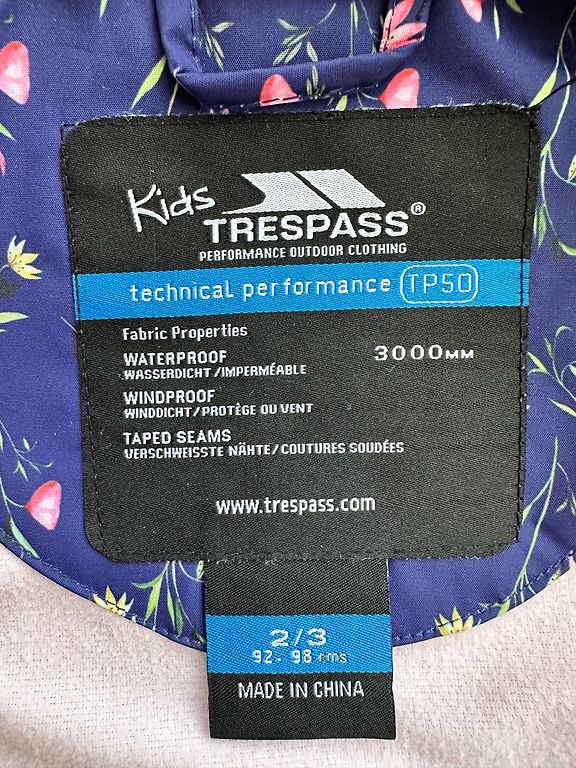 Kids
TRESPASS®
PERFORMANCE OUTDOOR CLOTHING
technical performance TP50
Fabric Properties
WATERPROOF 3000MM
WASSERDICHT/IMPERMÉABLE
WINDPROOF
WINDDICHT/PROTÈGE OU VENT
TAPED SEAMS
VERSCHWEISSTE NÄHTE/COUTURES SOUDÉES
www.trespass.com
2/3
92-98 cms
MADE IN CHINA